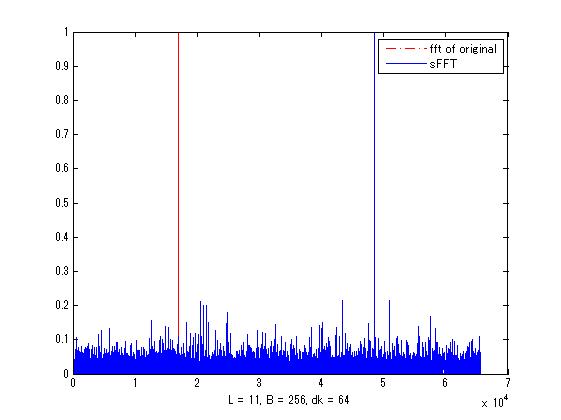 1
fft of original
sFFT
0.9
0.8
0.7
0.6
0.5
0.4
0.3
0.2
0.1
0
0 1 2 3 4 5 6 7
x 10^4
L = 11, B = 256, dk = 64